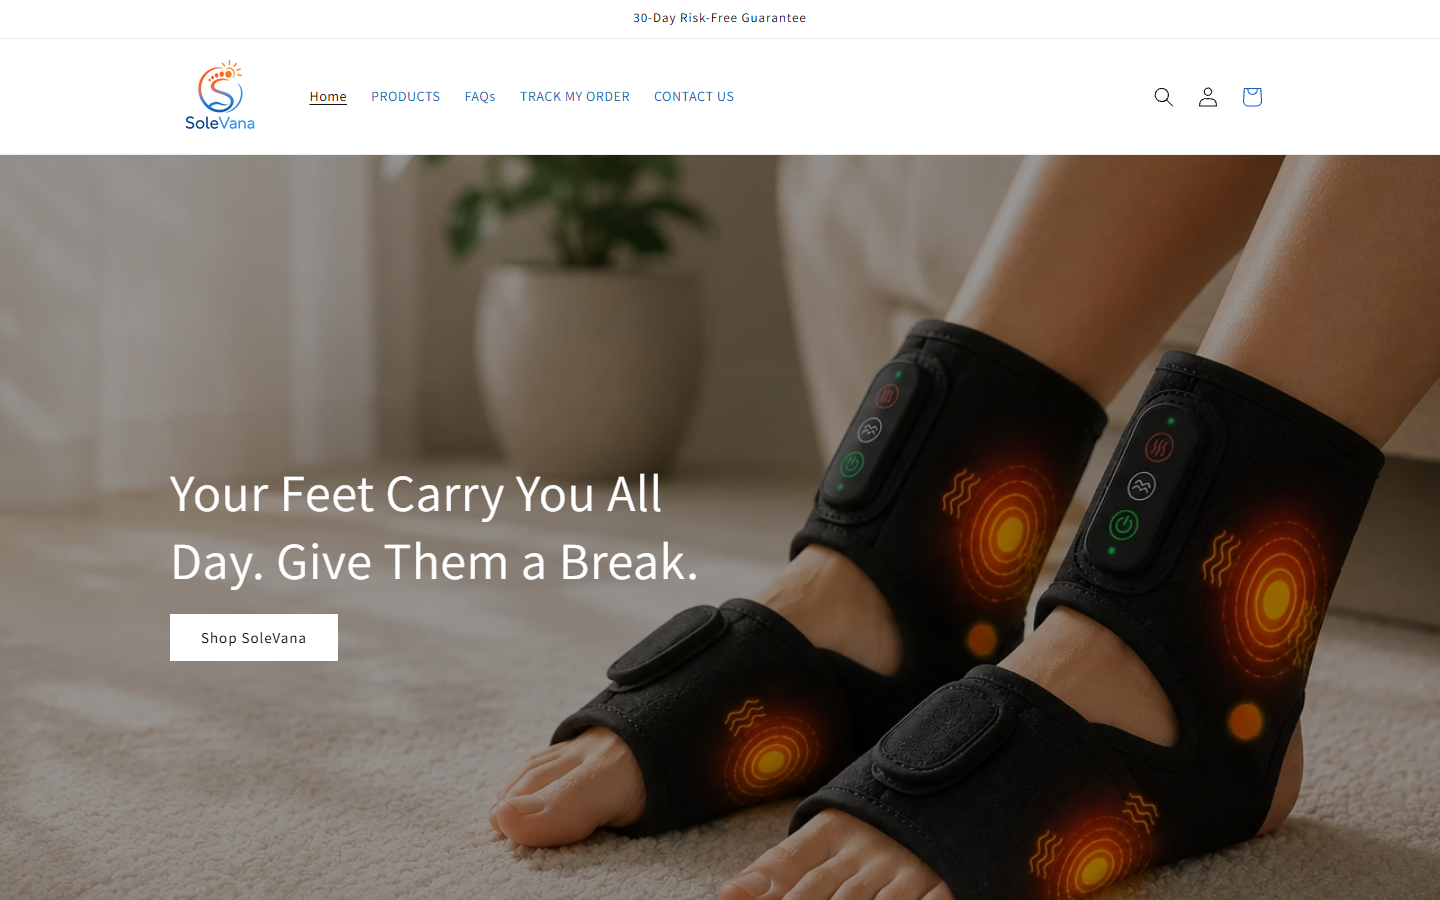 30-Day Risk-Free Guarantee
SoleVana
Home
PRODUCTS
FAQs
TRACK MY ORDER
CONTACT US
Your Feet Carry You All
Day. Give Them a Break.
Shop SoleVana